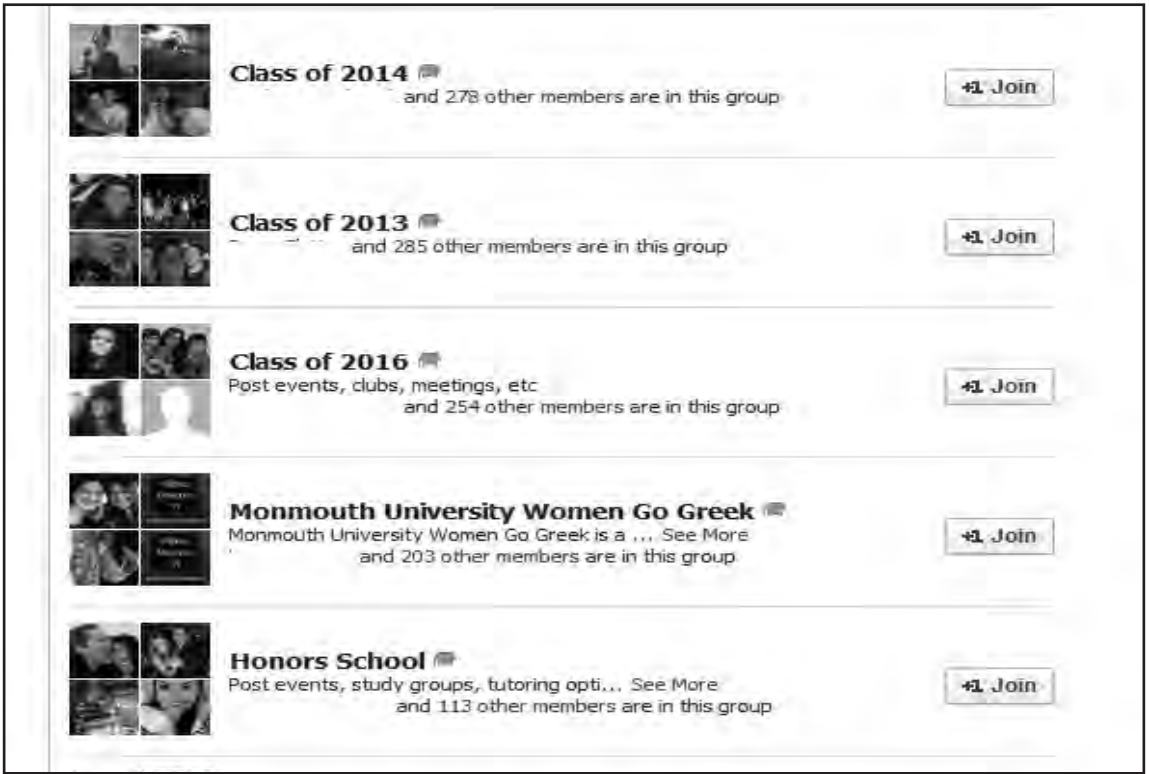 Class of 2014
and 278 other members are in this group
+1 Join
Class of 2013
and 285 other members are in this group
+1 Join
Class of 2016
Post events, clubs, meetings, etc
and 254 other members are in this group
+1 Join
Monmouth University Women Go Greek
Monmouth University Women Go Greek is a ... See More
and 203 other members are in this group
+1 Join
Honors School
Post events, study groups, tutoring opti... See More
and 113 other members are in this group
+1 Join